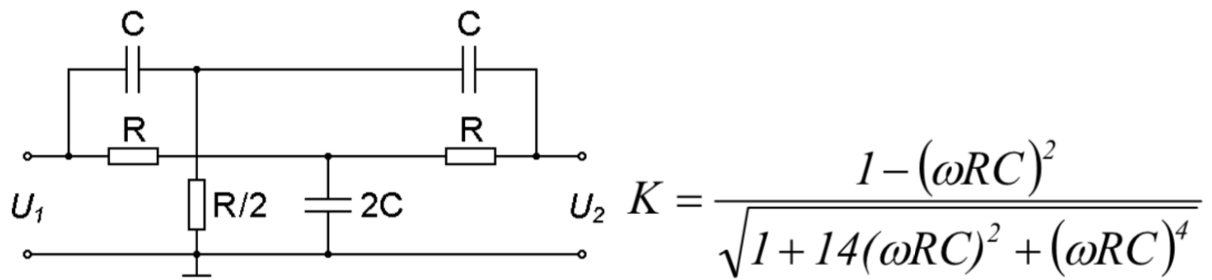 C C
R R
U₁ R/2 2C U₂
K = (1 − (ωRC)²) / √(1 + 14(ωRC)² + (ωRC)⁴)